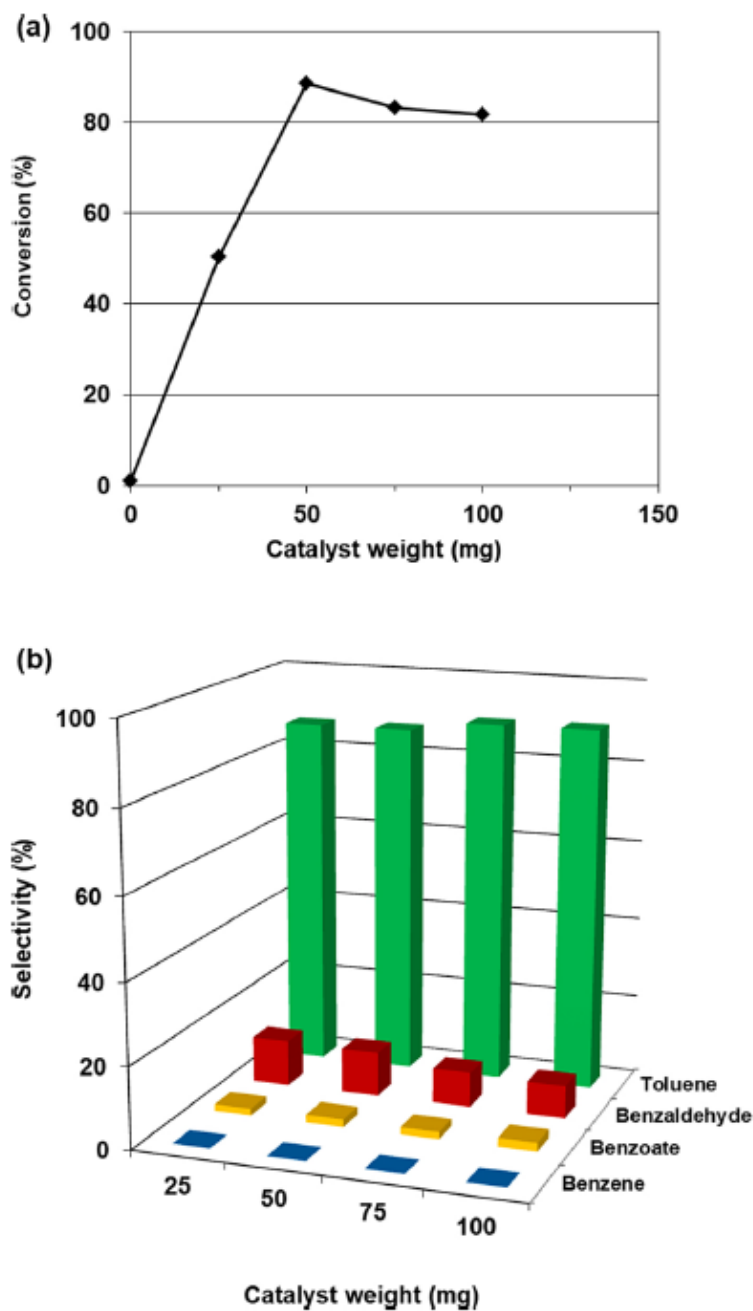 (a)
100
80
60
40
20
0
Conversion (%)
0 50 100 150
Catalyst weight (mg)
(b)
100
80
60
40
20
0
Selectivity (%)
Toluene
Benzaldehyde
Benzoate
Benzene
25 50 75 100
Catalyst weight (mg)